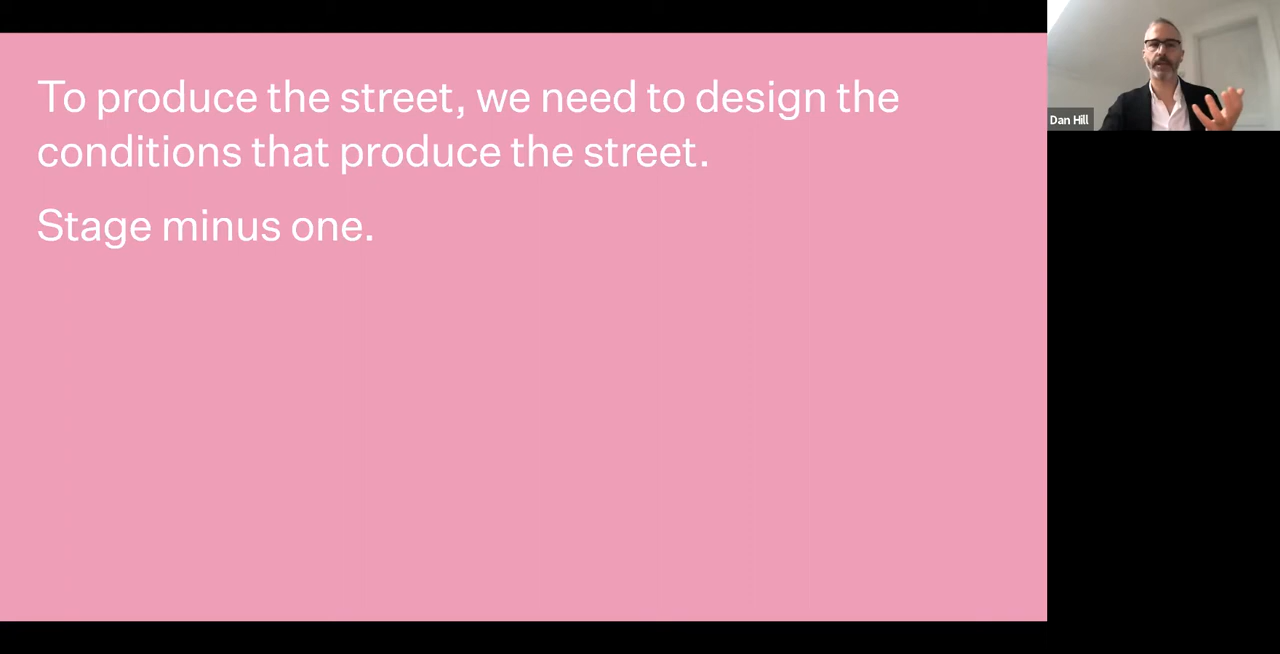 To produce the street, we need to design the
conditions that produce the street.
Stage minus one.
Dan Hill